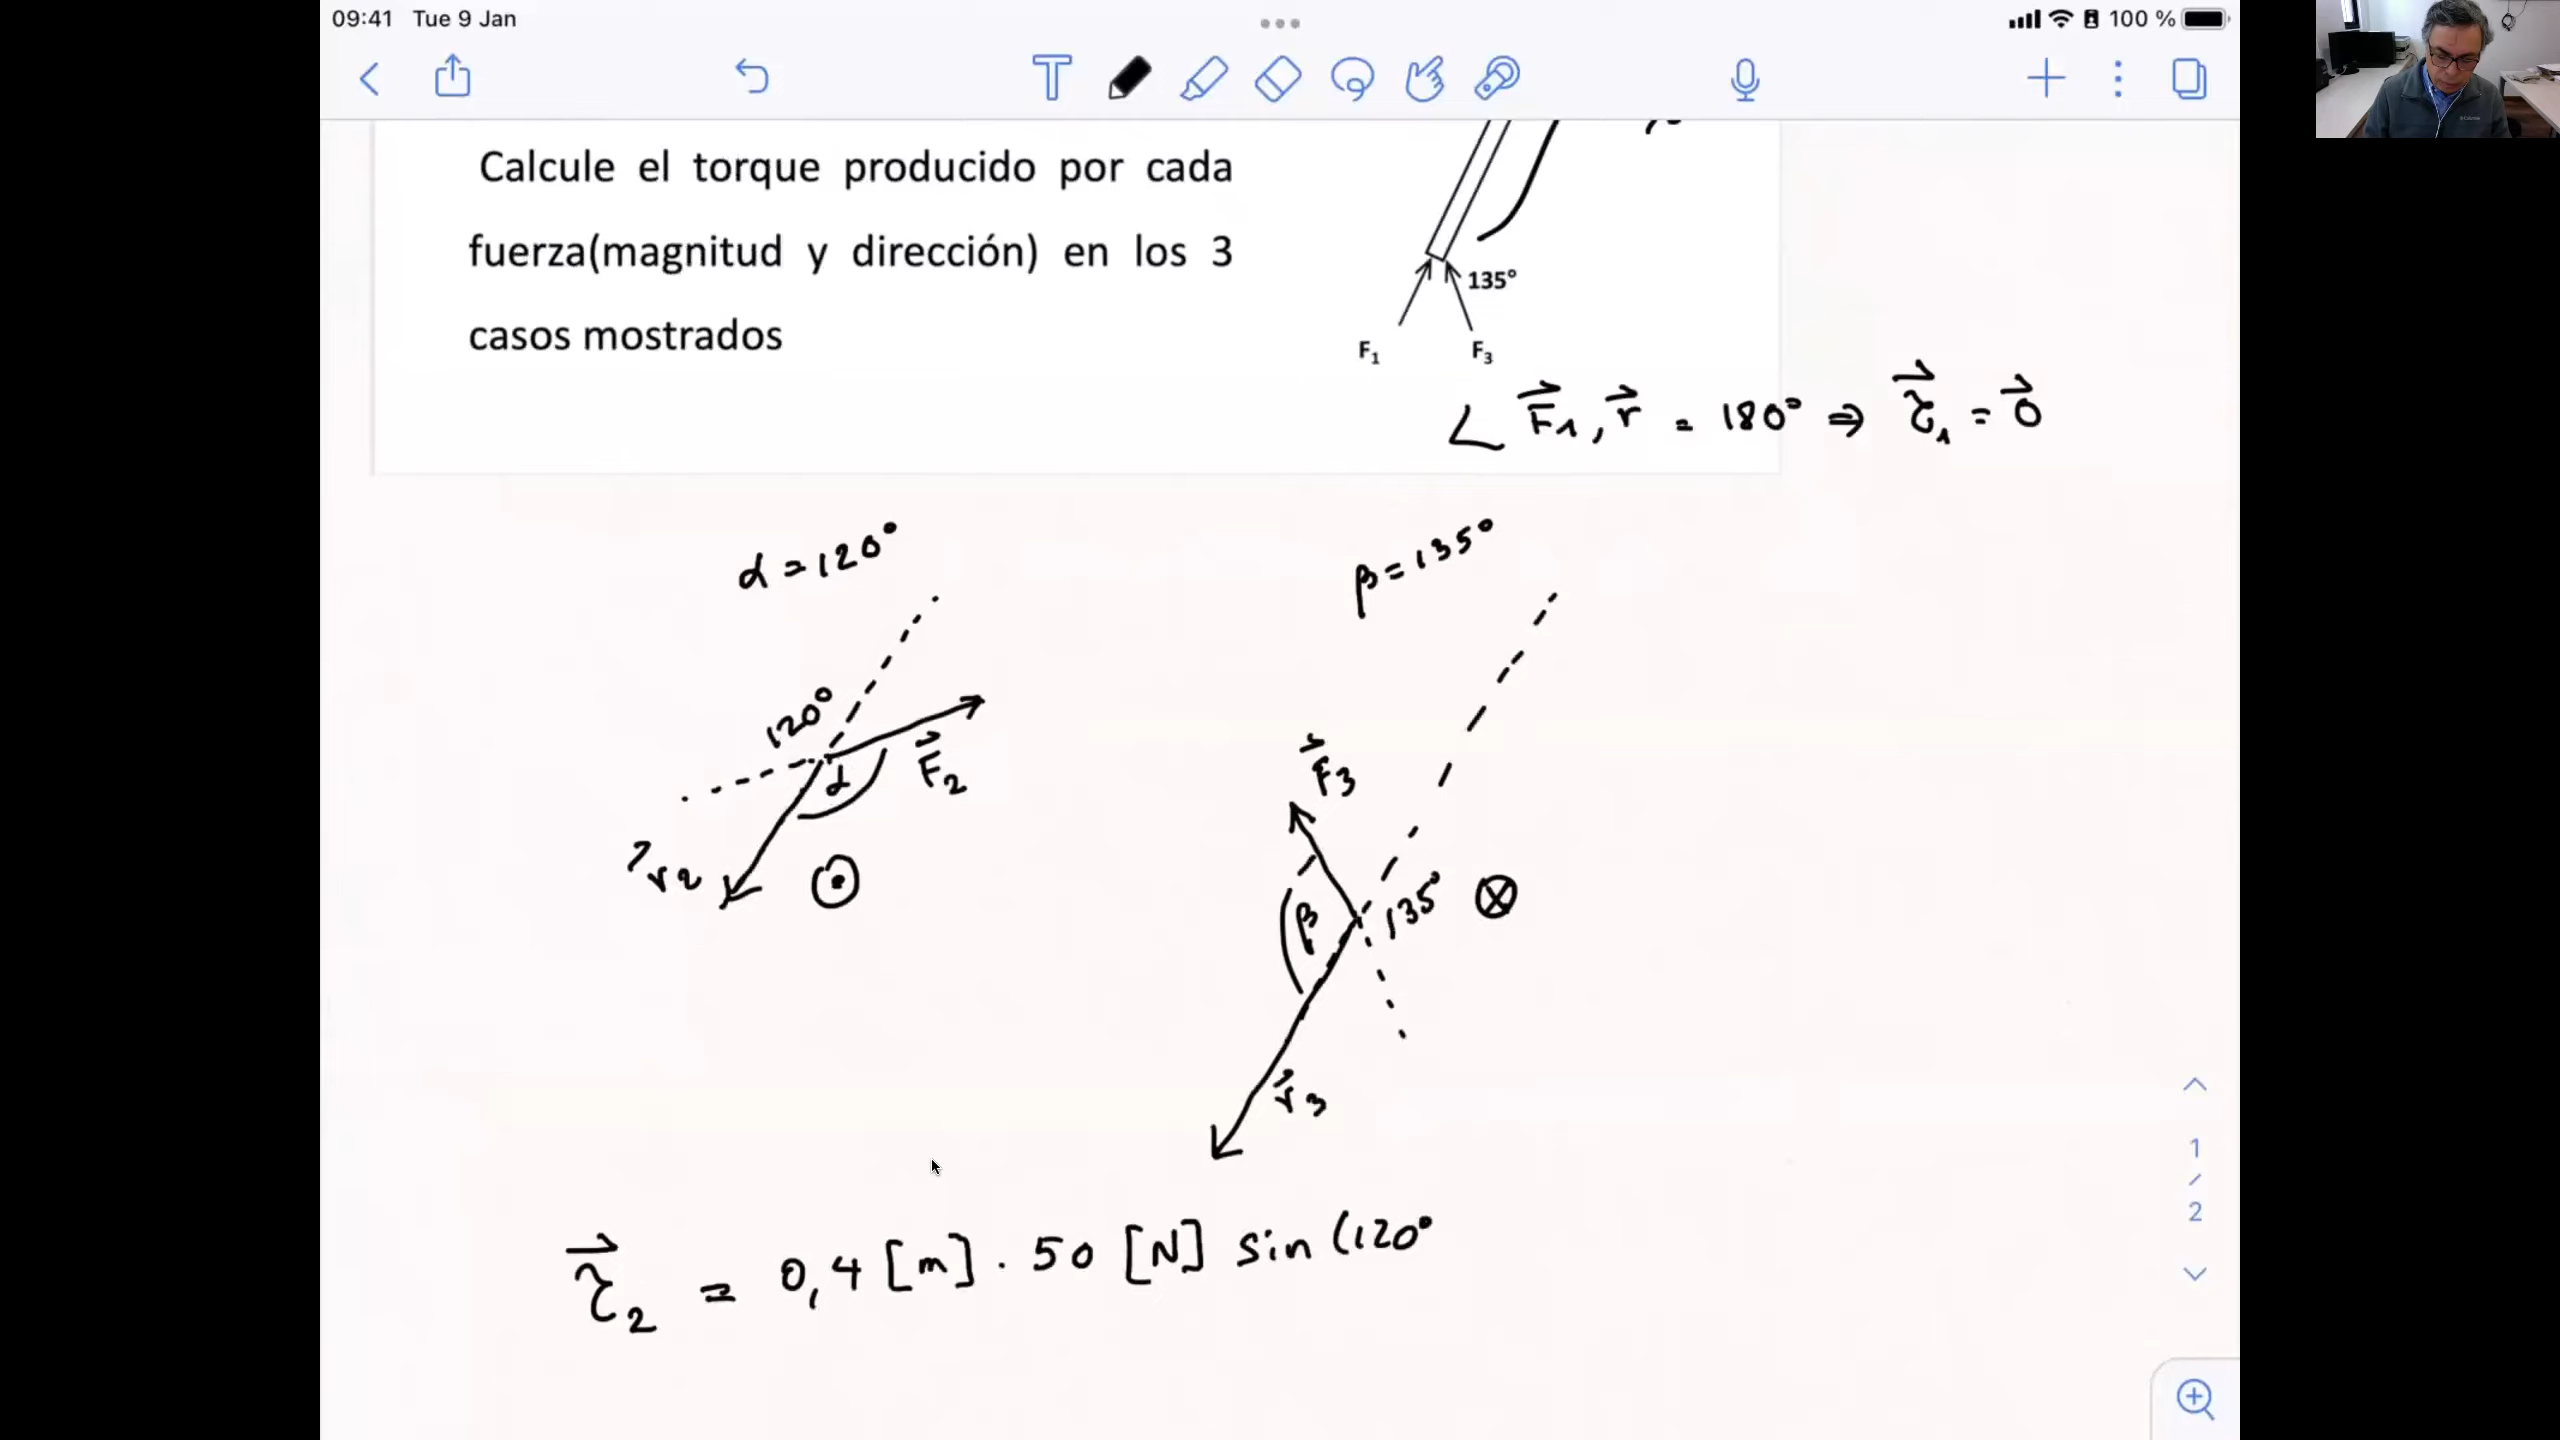 09:41 Tue 9 Jan
100 %
Calcule el torque producido por cada
fuerza(magnitud y dirección) en los 3
casos mostrados
135°
F₁ F₃
∠ F⃗₁, r⃗ = 180° ⇒ τ⃗₁ = 0⃗
α = 120°
β = 135°
120°
α
F⃗₂
r⃗₂
F⃗₃
β
135°
r⃗₃
τ⃗₂ = 0,4 [m] · 50 [N] sin (120°
1
/
2